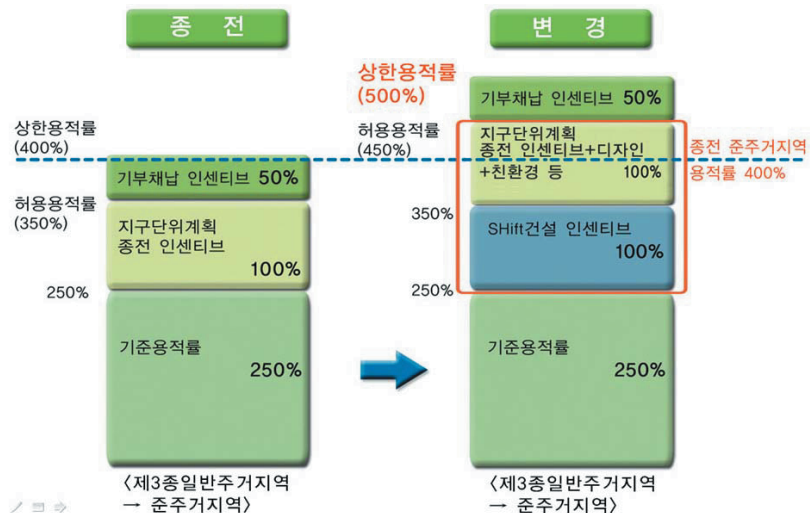 종 전
상한용적률
(400%)
기부채납 인센티브 50%
허용용적률
(350%)
지구단위계획
종전 인센티브
100%
250%
기준용적률
250%
〈제3종일반주거지역
→ 준주거지역〉
변 경
상한용적률
(500%)
기부채납 인센티브 50%
허용용적률
(450%)
지구단위계획
종전 인센티브+디자인
+친환경 등 100%
종전 준주거지역
용적률 400%
350%
SHift건설 인센티브
100%
250%
기준용적률
250%
〈제3종일반주거지역
→ 준주거지역〉